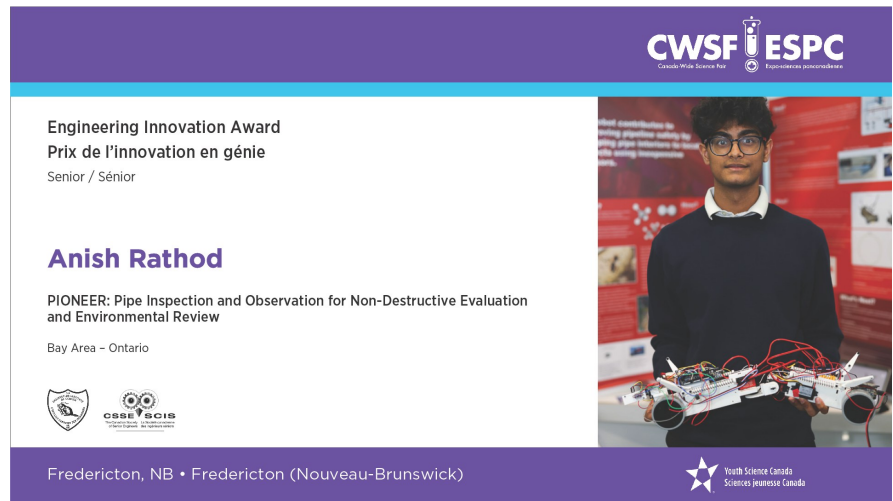 CWSF ESPC
Canada-Wide Science Fair Expo-sciences pancanadienne
Engineering Innovation Award
Prix de l'innovation en génie
Senior / Sénior
Anish Rathod
PIONEER: Pipe Inspection and Observation for Non-Destructive Evaluation
and Environmental Review
Bay Area – Ontario
CSSE SCIS
Fredericton, NB • Fredericton (Nouveau-Brunswick)
Youth Science Canada
Sciences jeunesse Canada